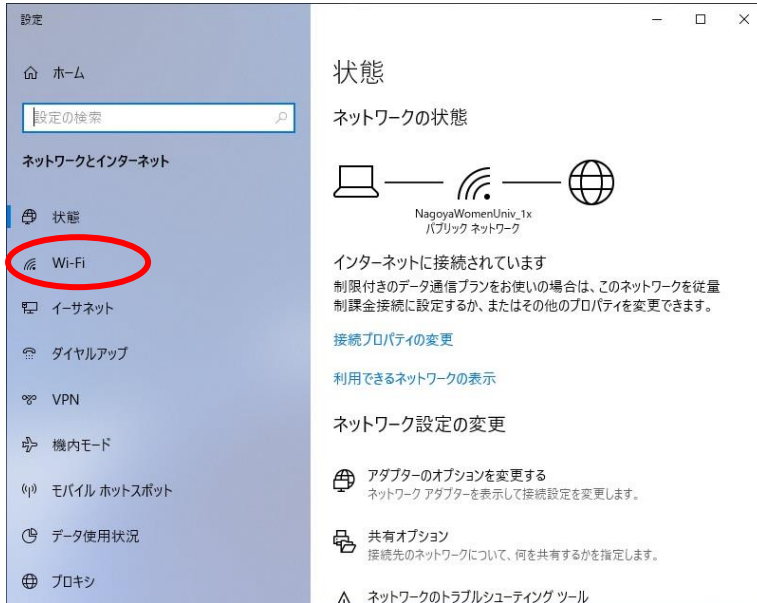 設定
ホーム
設定の検索
ネットワークとインターネット
状態
Wi-Fi
イーサネット
ダイヤルアップ
VPN
機内モード
モバイル ホットスポット
データ使用状況
プロキシ
状態
ネットワークの状態
NagoyaWomenUniv_1x
パブリック ネットワーク
インターネットに接続されています
制限付きのデータ通信プランをお使いの場合は、このネットワークを従量
制課金接続に設定するか、またはその他のプロパティを変更できます。
接続プロパティの変更
利用できるネットワークの表示
ネットワーク設定の変更
アダプターのオプションを変更する
ネットワーク アダプターを表示して接続設定を変更します。
共有オプション
接続先のネットワークについて、何を共有するかを指定します。
ネットワークのトラブルシューティング ツール